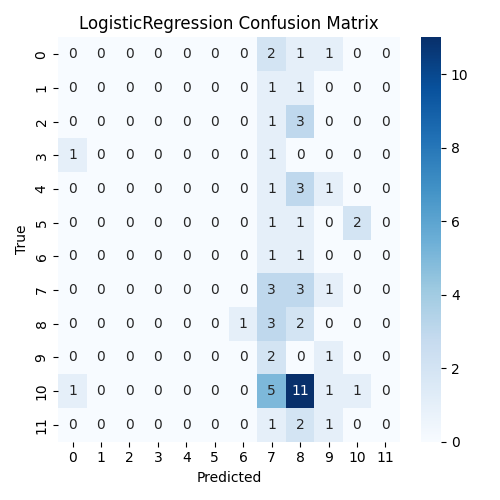 LogisticRegression Confusion Matrix
0 0 0 0 0 0 0 2 1 1 0 0
1 0 0 0 0 0 0 0 1 1 0 0 0
2 0 0 0 0 0 0 0 1 3 0 0 0
3 1 0 0 0 0 0 0 1 0 0 0 0
4 0 0 0 0 0 0 0 1 3 1 0 0
5 0 0 0 0 0 0 0 1 1 0 2 0
6 0 0 0 0 0 0 0 1 1 0 0 0
7 0 0 0 0 0 0 0 3 3 1 0 0
8 0 0 0 0 0 0 1 3 2 0 0 0
9 0 0 0 0 0 0 0 2 0 1 0 0
10 1 0 0 0 0 0 0 5 11 1 1 0
11 0 0 0 0 0 0 0 1 2 1 0 0
0 1 2 3 4 5 6 7 8 9 10 11
Predicted
True
10
8
6
4
2
0